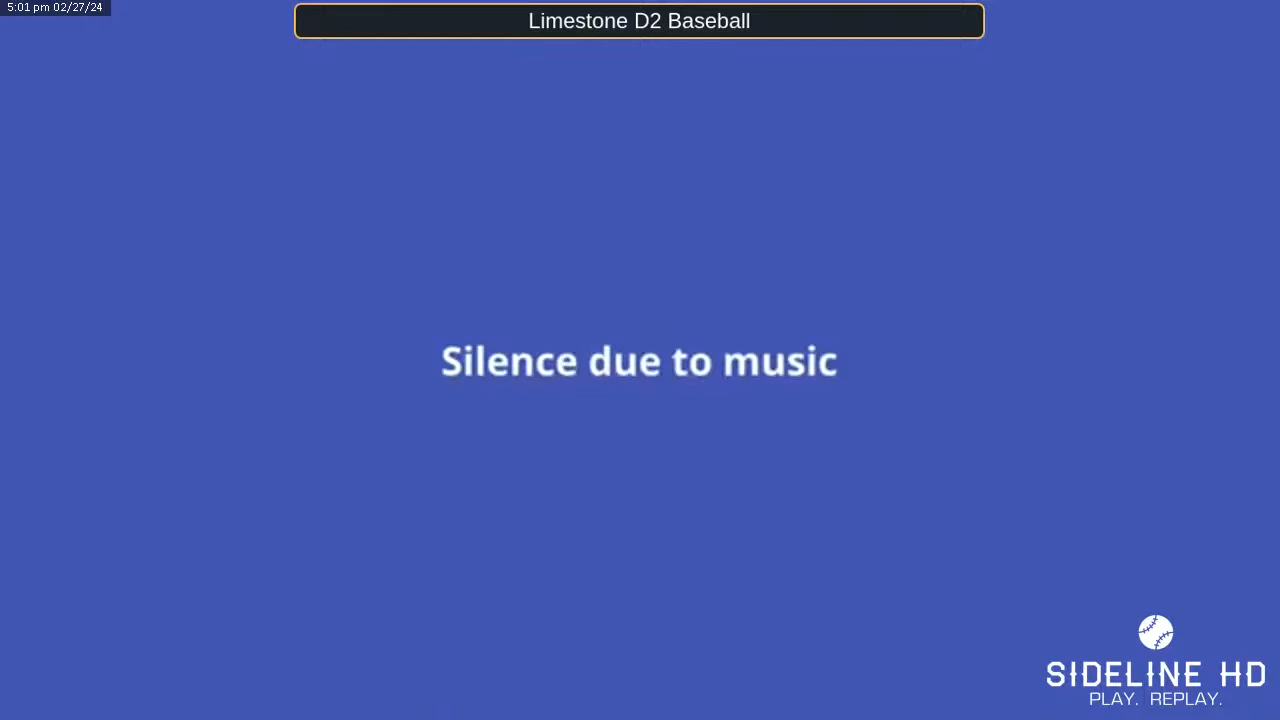 5:01 pm 02/27/24
Limestone D2 Baseball
Silence due to music
SIDELINE HD
PLAY. REPLAY.